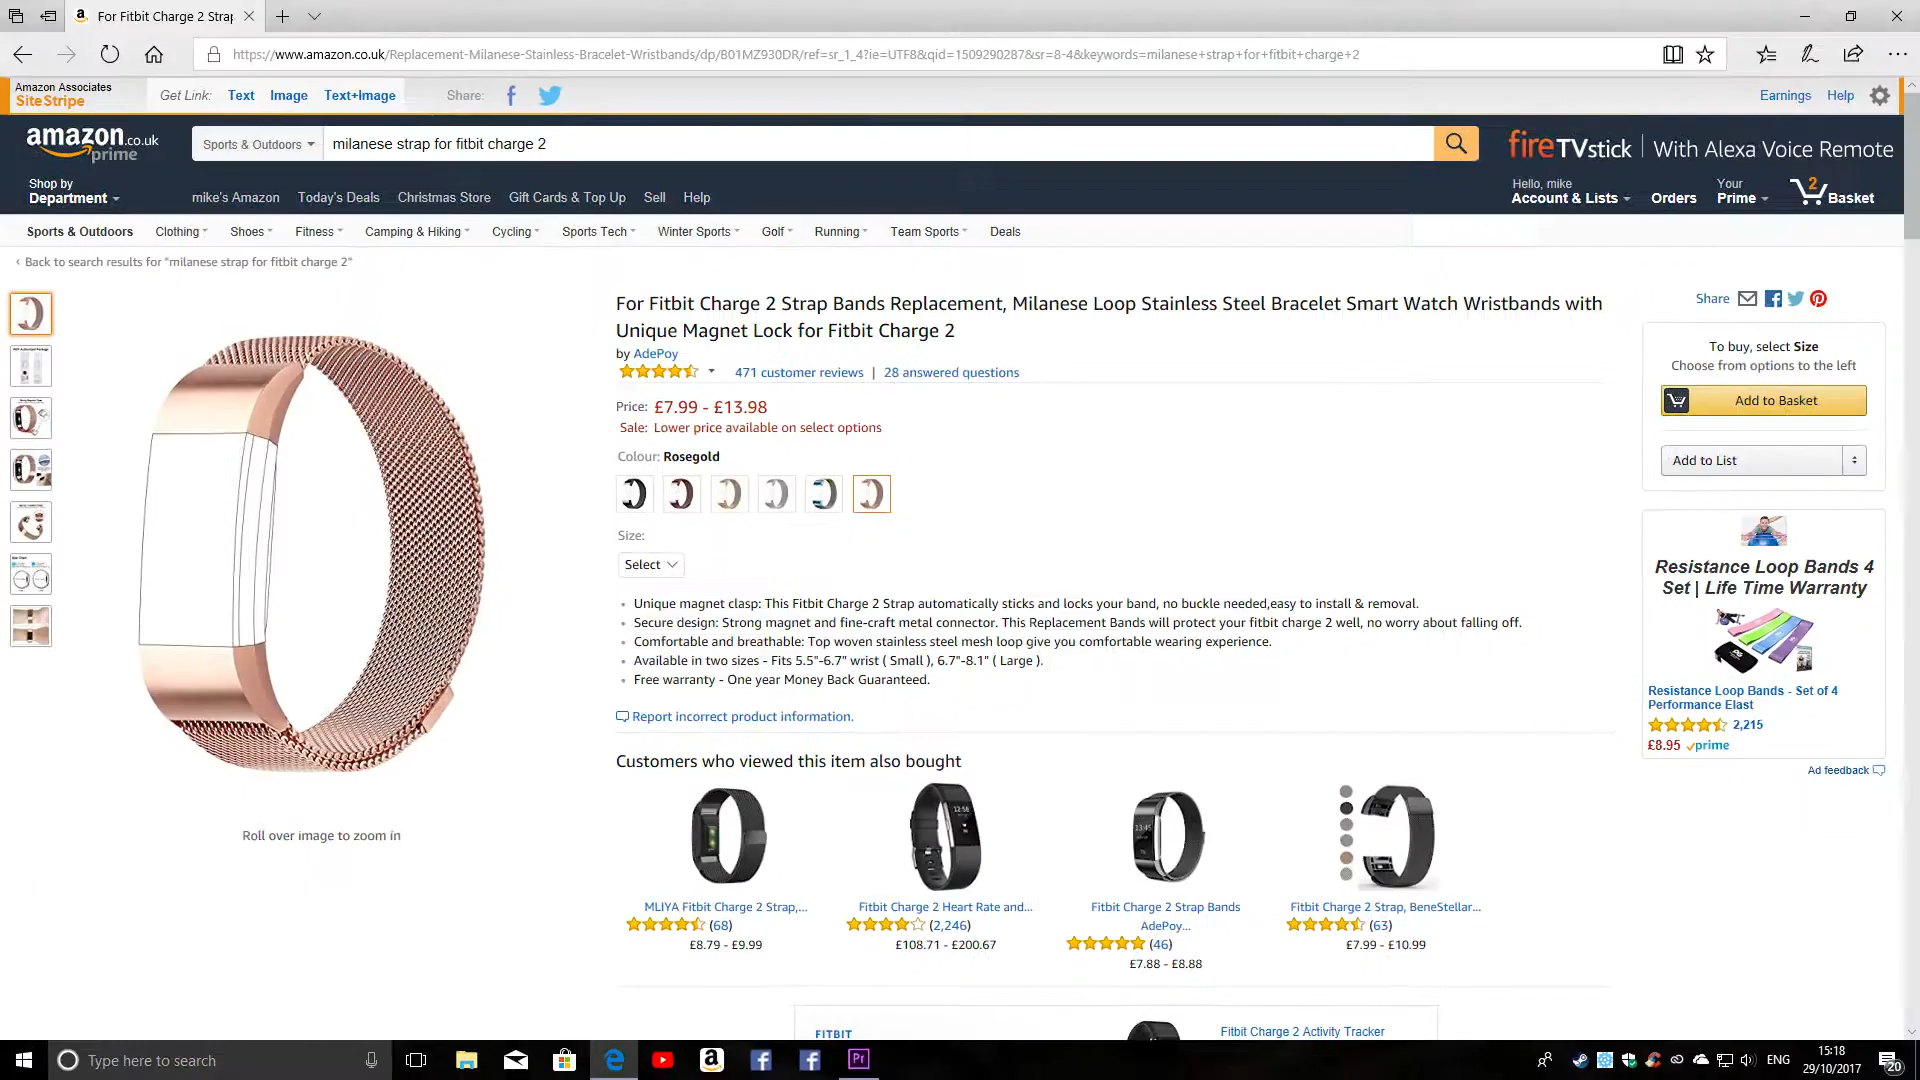 For Fitbit Charge 2 Strap
https://www.amazon.co.uk/Replacement-Milanese-Stainless-Bracelet-Wristbands/dp/B01MZ930DR/ref=sr_1_4?ie=UTF8&qid=1509290287&sr=8-4&keywords=milanese+strap+for+fitbit+charge+2
Amazon Associates
SiteStripe
Get Link: Text Image Text+Image Share:
Earnings Help
amazon.co.uk
prime
Sports & Outdoors
milanese strap for fitbit charge 2
fireTVstick | With Alexa Voice Remote
Shop by
Department
mike's Amazon Today's Deals Christmas Store Gift Cards & Top Up Sell Help
Hello, mike
Account & Lists
Orders
Your
Prime
2
Basket
Sports & Outdoors Clothing Shoes Fitness Camping & Hiking Cycling Sports Tech Winter Sports Golf Running Team Sports Deals
‹ Back to search results for "milanese strap for fitbit charge 2"
For Fitbit Charge 2 Strap Bands Replacement, Milanese Loop Stainless Steel Bracelet Smart Watch Wristbands with
Unique Magnet Lock for Fitbit Charge 2
by AdePoy
471 customer reviews | 28 answered questions
Price: £7.99 - £13.98
Sale: Lower price available on select options
Colour: Rosegold
Size:
Select
• Unique magnet clasp: This Fitbit Charge 2 Strap automatically sticks and locks your band, no buckle needed,easy to install & removal.
• Secure design: Strong magnet and fine-craft metal connector. This Replacement Bands will protect your fitbit charge 2 well, no worry about falling off.
• Comfortable and breathable: Top woven stainless steel mesh loop give you comfortable wearing experience.
• Available in two sizes - Fits 5.5"-6.7" wrist ( Small ), 6.7"-8.1" ( Large ).
• Free warranty - One year Money Back Guaranteed.
Report incorrect product information.
Roll over image to zoom in
Share
To buy, select Size
Choose from options to the left
Add to Basket
Add to List
Resistance Loop Bands 4
Set | Life Time Warranty
Resistance Loop Bands - Set of 4
Performance Elast
2,215
£8.95 prime
Ad feedback
Customers who viewed this item also bought
MLIYA Fitbit Charge 2 Strap,...
(68)
£8.79 - £9.99
Fitbit Charge 2 Heart Rate and...
(2,246)
£108.71 - £200.67
Fitbit Charge 2 Strap Bands
AdePoy...
(46)
£7.88 - £8.88
Fitbit Charge 2 Strap, BeneStellar...
(63)
£7.99 - £10.99
FITBIT
Fitbit Charge 2 Activity Tracker
Type here to search
Pr
ENG
15:18
29/10/2017
20